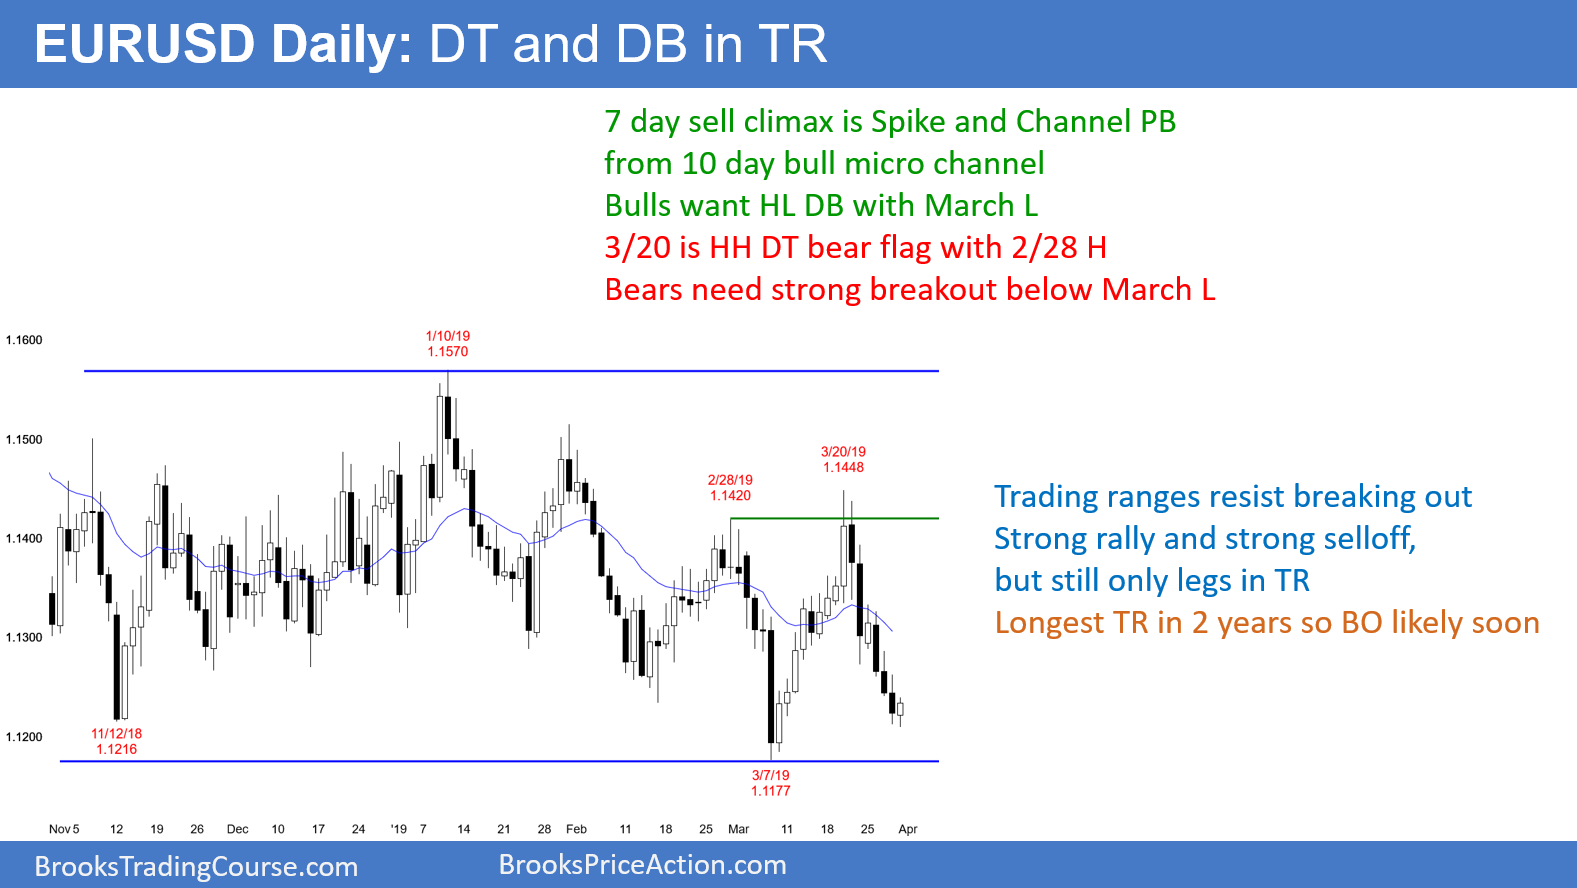 EURUSD Daily: DT and DB in TR
7 day sell climax is Spike and Channel PB
from 10 day bull micro channel
Bulls want HL DB with March L
3/20 is HH DT bear flag with 2/28 H
Bears need strong breakout below March L
1.1600
1/10/19
1.1570
1.1500
3/20/19
1.1448
2/28/19
1.1420
Trading ranges resist breaking out
Strong rally and strong selloff,
but still only legs in TR
Longest TR in 2 years so BO likely soon
1.1400
1.1300
1.1200
11/12/18
1.1216
3/7/19
1.1177
Nov 5 12 19 26 Dec 10 17 24 '19 7 14 21 28 Feb 11 18 25 Mar 11 18 25 Apr
BrooksTradingCourse.com
BrooksPriceAction.com